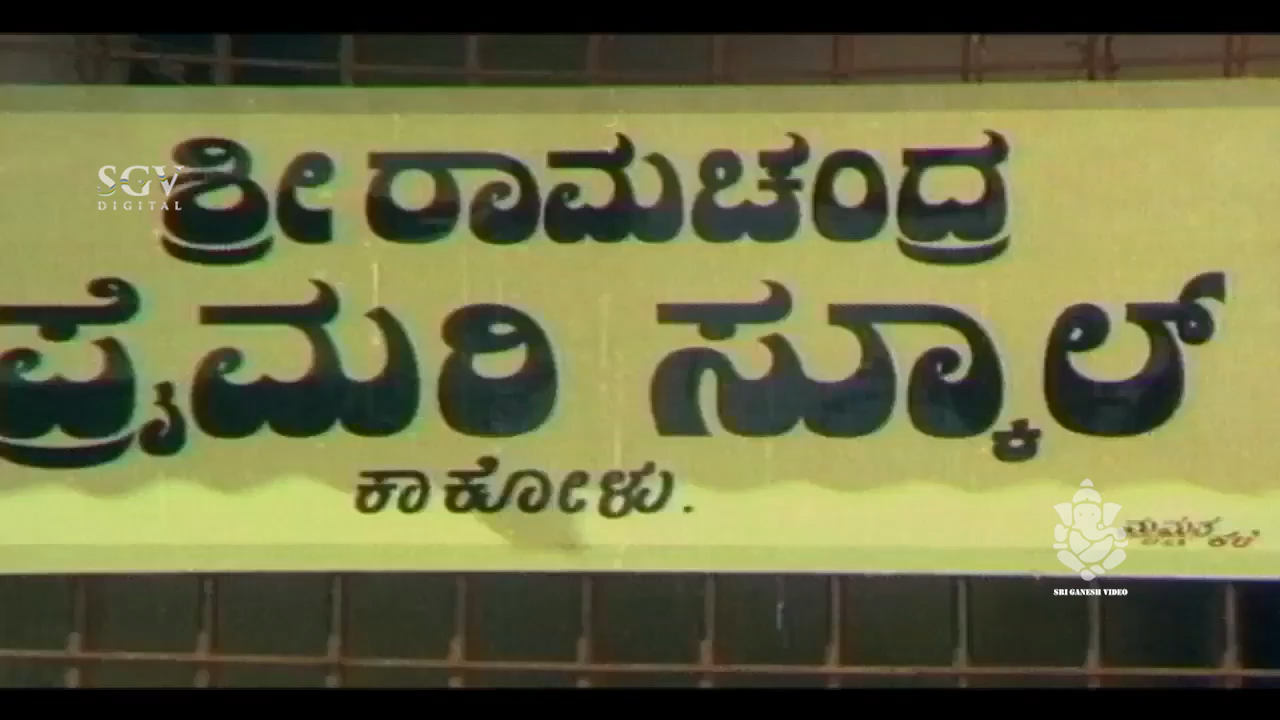 SGV
DIGITAL
ಶ್ರೀ ರಾಮಚಂದ್ರ
ಪ್ರೈಮರಿ ಸ್ಕೂಲ್
ಕಾಕೋಳು.
SRI GANESH VIDEO